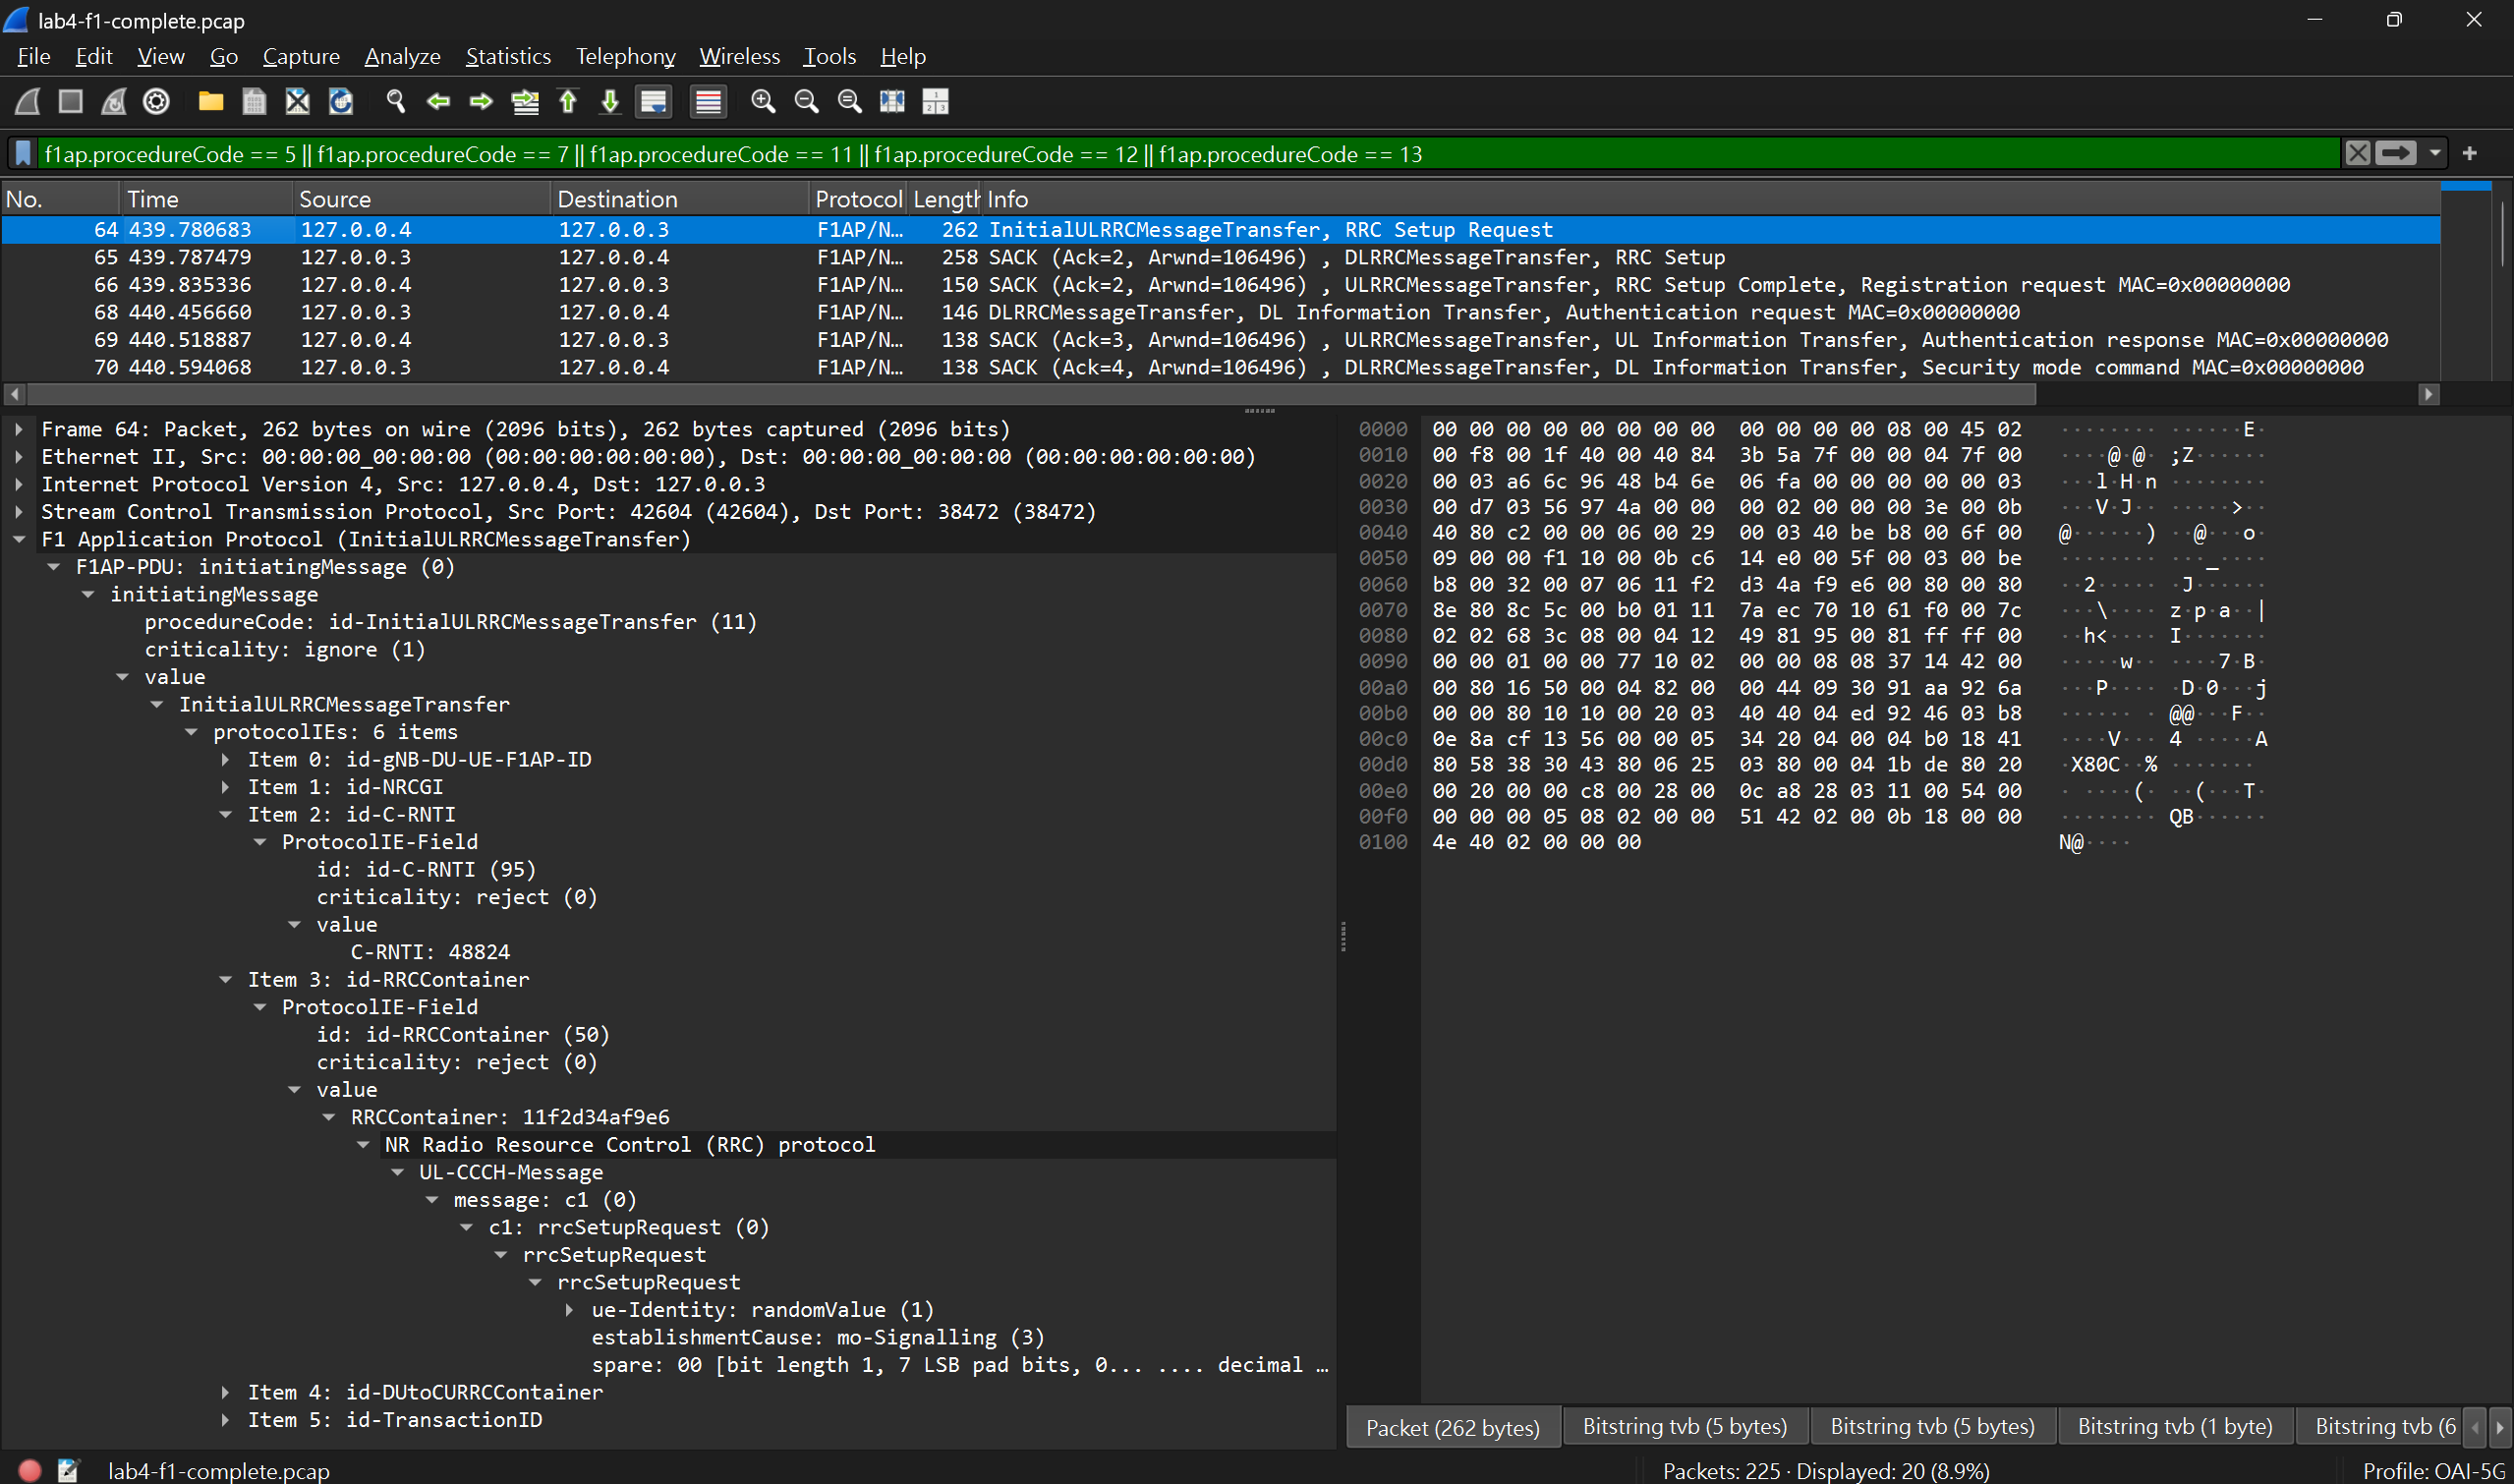 lab4-f1-complete.pcap
File Edit View Go Capture Analyze Statistics Telephony Wireless Tools Help
f1ap.procedureCode == 5 || f1ap.procedureCode == 7 || f1ap.procedureCode == 11 || f1ap.procedureCode == 12 || f1ap.procedureCode == 13
No. Time Source Destination Protocol Length Info
64 439.780683 127.0.0.4 127.0.0.3 F1AP/N… 262 InitialULRRCMessageTransfer, RRC Setup Request
65 439.787479 127.0.0.3 127.0.0.4 F1AP/N… 258 SACK (Ack=2, Arwnd=106496) , DLRRCMessageTransfer, RRC Setup
66 439.835336 127.0.0.4 127.0.0.3 F1AP/N… 150 SACK (Ack=2, Arwnd=106496) , ULRRCMessageTransfer, RRC Setup Complete, Registration request MAC=0x00000000
68 440.456660 127.0.0.3 127.0.0.4 F1AP/N… 146 DLRRCMessageTransfer, DL Information Transfer, Authentication request MAC=0x00000000
69 440.518887 127.0.0.4 127.0.0.3 F1AP/N… 138 SACK (Ack=3, Arwnd=106496) , ULRRCMessageTransfer, UL Information Transfer, Authentication response MAC=0x00000000
70 440.594068 127.0.0.3 127.0.0.4 F1AP/N… 138 SACK (Ack=4, Arwnd=106496) , DLRRCMessageTransfer, DL Information Transfer, Security mode command MAC=0x00000000
Frame 64: Packet, 262 bytes on wire (2096 bits), 262 bytes captured (2096 bits)
Ethernet II, Src: 00:00:00_00:00:00 (00:00:00:00:00:00), Dst: 00:00:00_00:00:00 (00:00:00:00:00:00)
Internet Protocol Version 4, Src: 127.0.0.4, Dst: 127.0.0.3
Stream Control Transmission Protocol, Src Port: 42604 (42604), Dst Port: 38472 (38472)
F1 Application Protocol (InitialULRRCMessageTransfer)
F1AP-PDU: initiatingMessage (0)
initiatingMessage
procedureCode: id-InitialULRRCMessageTransfer (11)
criticality: ignore (1)
value
InitialULRRCMessageTransfer
protocolIEs: 6 items
Item 0: id-gNB-DU-UE-F1AP-ID
Item 1: id-NRCGI
Item 2: id-C-RNTI
ProtocolIE-Field
id: id-C-RNTI (95)
criticality: reject (0)
value
C-RNTI: 48824
Item 3: id-RRCContainer
ProtocolIE-Field
id: id-RRCContainer (50)
criticality: reject (0)
value
RRCContainer: 11f2d34af9e6
NR Radio Resource Control (RRC) protocol
UL-CCCH-Message
message: c1 (0)
c1: rrcSetupRequest (0)
rrcSetupRequest
rrcSetupRequest
ue-Identity: randomValue (1)
establishmentCause: mo-Signalling (3)
spare: 00 [bit length 1, 7 LSB pad bits, 0... .... decimal …
Item 4: id-DUtoCURRCContainer
Item 5: id-TransactionID
0000 00 00 00 00 00 00 00 00 00 00 00 00 08 00 45 02 ········ ······E·
0010 00 f8 00 1f 40 00 40 84 3b 5a 7f 00 00 04 7f 00 ····@·@· ;Z······
0020 00 03 a6 6c 96 48 b4 6e 06 fa 00 00 00 00 00 03 ···l·H·n ········
0030 00 d7 03 56 97 4a 00 00 00 02 00 00 00 3e 00 0b ···V·J·· ·····>··
0040 40 80 c2 00 00 06 00 29 00 03 40 be b8 00 6f 00 @······) ··@···o·
0050 09 00 00 f1 10 00 0b c6 14 e0 00 5f 00 03 00 be ········ ···_····
0060 b8 00 32 00 07 06 11 f2 d3 4a f9 e6 00 80 00 80 ··2····· ·J······
0070 8e 80 8c 5c 00 b0 01 11 7a ec 70 10 61 f0 00 7c ···\···· z·p·a··|
0080 02 02 68 3c 08 00 04 12 49 81 95 00 81 ff ff 00 ··h<···· I·······
0090 00 00 01 00 00 77 10 02 00 00 08 08 37 14 42 00 ·····w·· ····7·B·
00a0 00 80 16 50 00 04 82 00 00 44 09 30 91 aa 92 6a ···P···· ·D·0···j
00b0 00 00 80 10 10 00 20 03 40 40 04 ed 92 46 03 b8 ······ · @@···F··
00c0 0e 8a cf 13 56 00 00 05 34 20 04 00 04 b0 18 41 ····V··· 4 ·····A
00d0 80 58 38 30 43 80 06 25 03 80 00 04 1b de 80 20 ·X80C··% ·······
00e0 00 20 00 00 c8 00 28 00 0c a8 28 03 11 00 54 00 · ····(· ··(···T·
00f0 00 00 00 05 08 02 00 00 51 42 02 00 0b 18 00 00 ········ QB······
0100 4e 40 02 00 00 00 N@····
Packet (262 bytes) Bitstring tvb (5 bytes) Bitstring tvb (5 bytes) Bitstring tvb (1 byte) Bitstring tvb (6
lab4-f1-complete.pcap Packets: 225 · Displayed: 20 (8.9%) Profile: OAI-5G